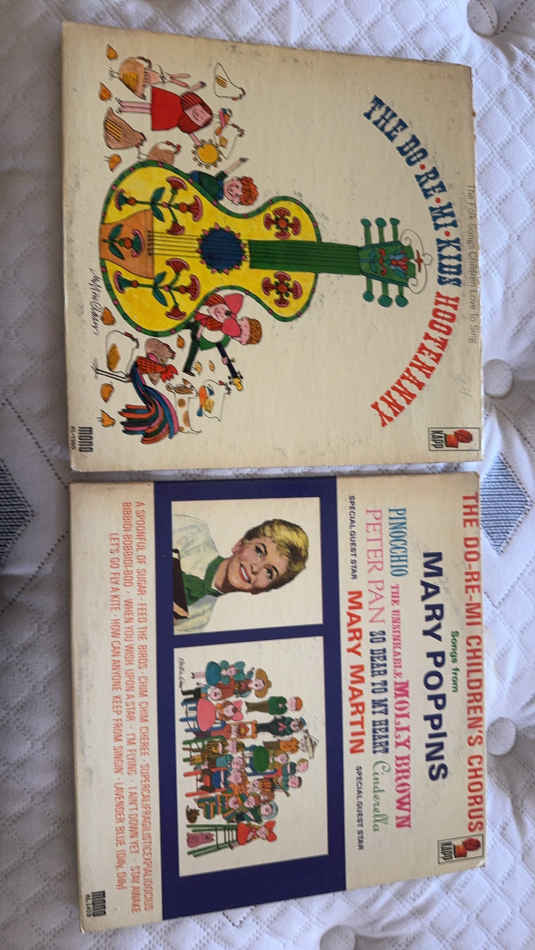 The Folk Songs Children Love To Sing
THE DO·RE·MI·KIDS HOOTENANNY
KAPP
MONO
THE DO-RE-MI CHILDREN'S CHORUS
KAPP
Songs from
MARY POPPINS
PINOCCHIO THE UNSINKABLE MOLLY BROWN
PETER PAN SO DEAR TO MY HEART Cinderella
SPECIAL GUEST STAR MARY MARTIN SPECIAL GUEST STAR
A SPOONFUL OF SUGAR · FEED THE BIRDS · CHIM CHIM CHEREE · SUPERCALIFRAGILISTICEXPIALIDOCIOUS
BIBBIDI-BOBBIDI-BOO · WHEN YOU WISH UPON A STAR · I'M FLYING · I AIN'T DOWN YET · STAY AWAKE
LET'S GO FLY A KITE · HOW CAN ANYONE KEEP FROM SINGIN' · LAVENDER BLUE (Dilly, Dilly)
MONO